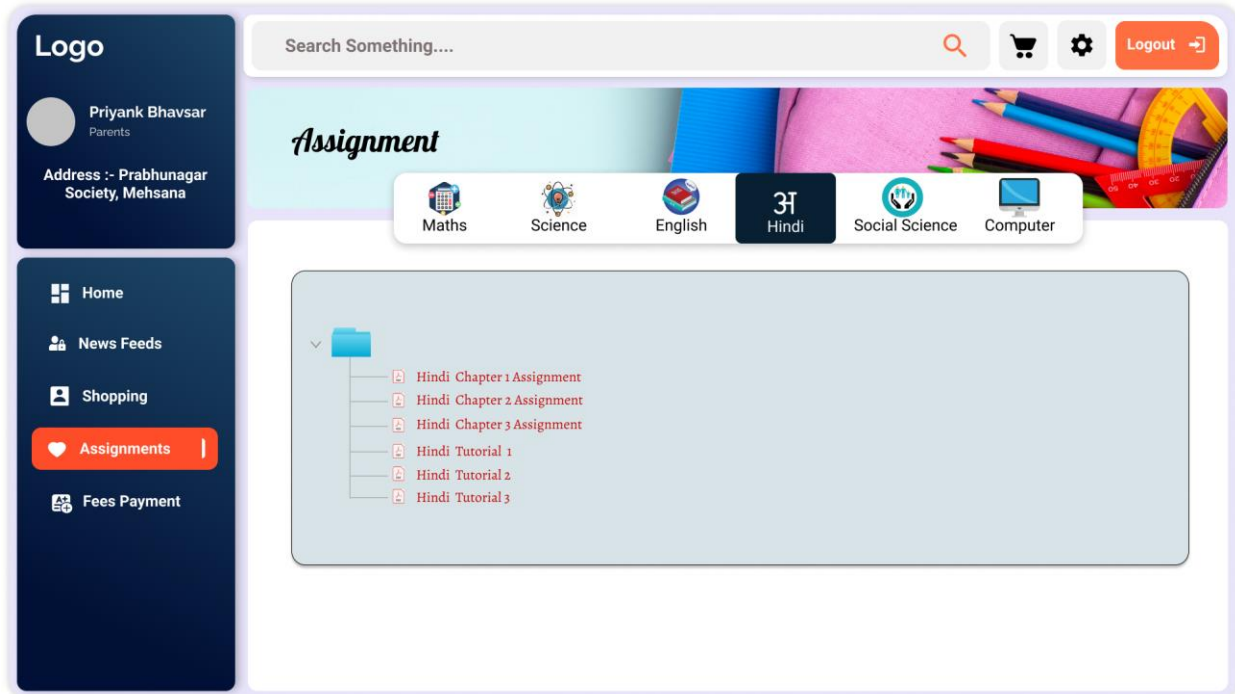 Logo
Priyank Bhavsar
Parents
Address :- Prabhunagar
Society, Mehsana
Home
News Feeds
Shopping
Assignments
Fees Payment
Search Something....
Logout
Assignment
Maths
Science
English
अ
Hindi
Social Science
Computer
Hindi Chapter 1 Assignment
Hindi Chapter 2 Assignment
Hindi Chapter 3 Assignment
Hindi Tutorial 1
Hindi Tutorial 2
Hindi Tutorial 3